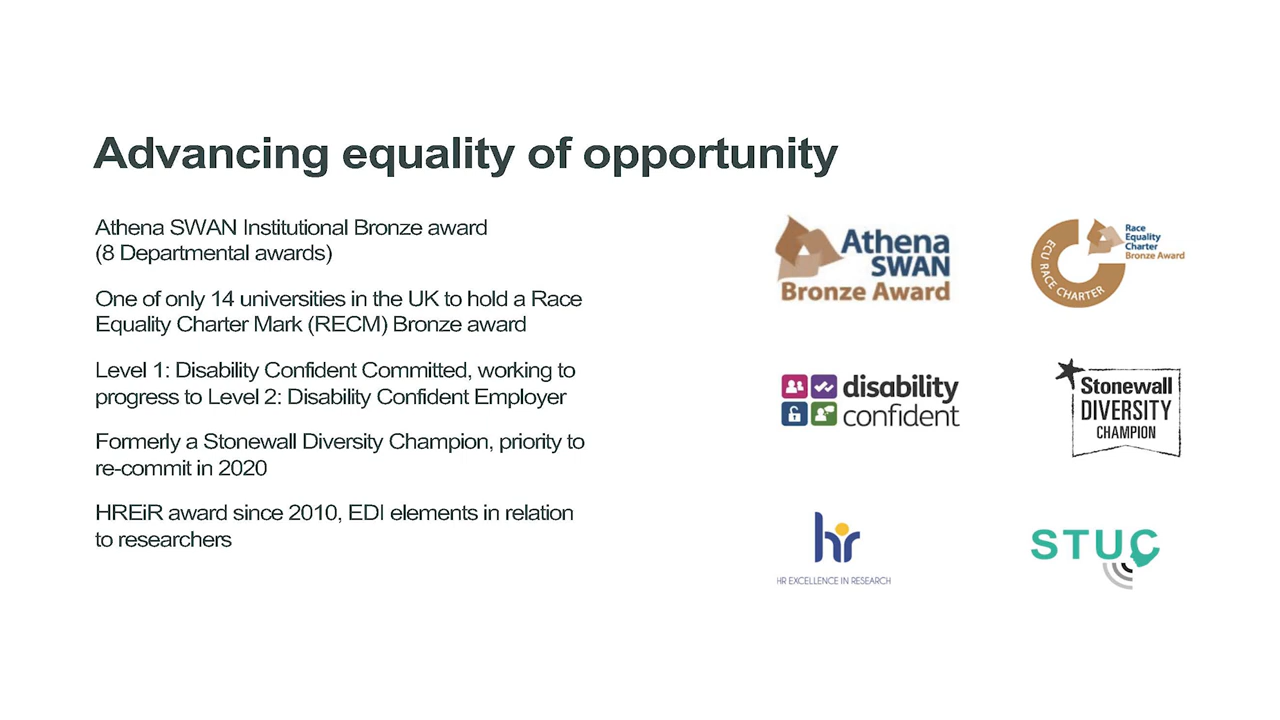 Advancing equality of opportunity
Athena SWAN Institutional Bronze award
(8 Departmental awards)
One of only 14 universities in the UK to hold a Race
Equality Charter Mark (RECM) Bronze award
Level 1: Disability Confident Committed, working to
progress to Level 2: Disability Confident Employer
Formerly a Stonewall Diversity Champion, priority to
re-commit in 2020
HREiR award since 2010, EDI elements in relation
to researchers
Athena
SWAN
Bronze Award
ECU RACE CHARTER
Race
Equality
Charter
Bronze Award
disability
confident
Stonewall
DIVERSITY
CHAMPION
hr
HR EXCELLENCE IN RESEARCH
STUC